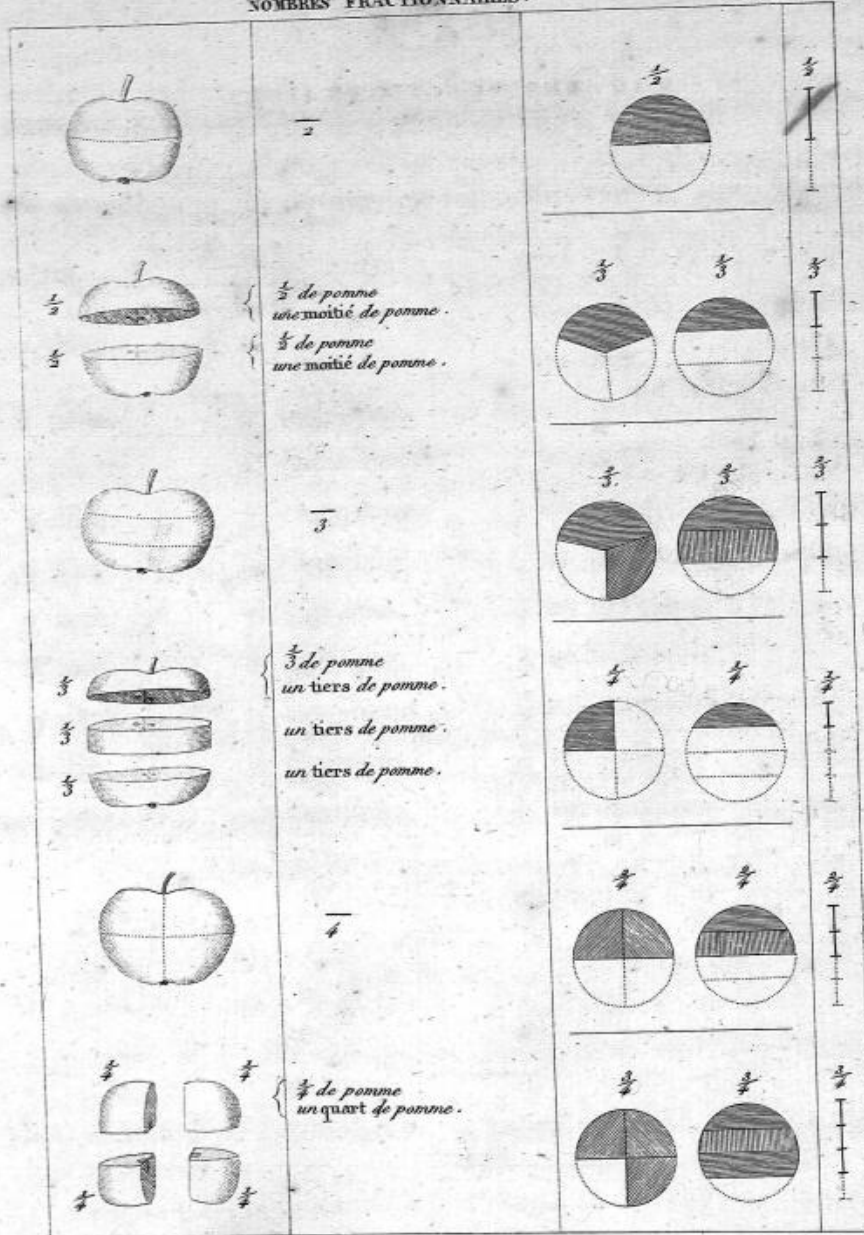 NOMBRES FRACTIONNAIRES.
1/2
1/2
—/2
1/2
1/2 de pomme
une moitié de pomme.
1/2
1/2 de pomme
une moitié de pomme.
1/3
1/3
1/3
—/3
2/3.
2/3
2/3
1/3
1/3 de pomme
un tiers de pomme.
1/3
un tiers de pomme.
1/3
un tiers de pomme.
1/4
1/4
1/4
—/4
2/4
2/4
2/4
1/4
1/4
1/4 de pomme
un quart de pomme.
1/4
1/4
3/4
3/4
3/4